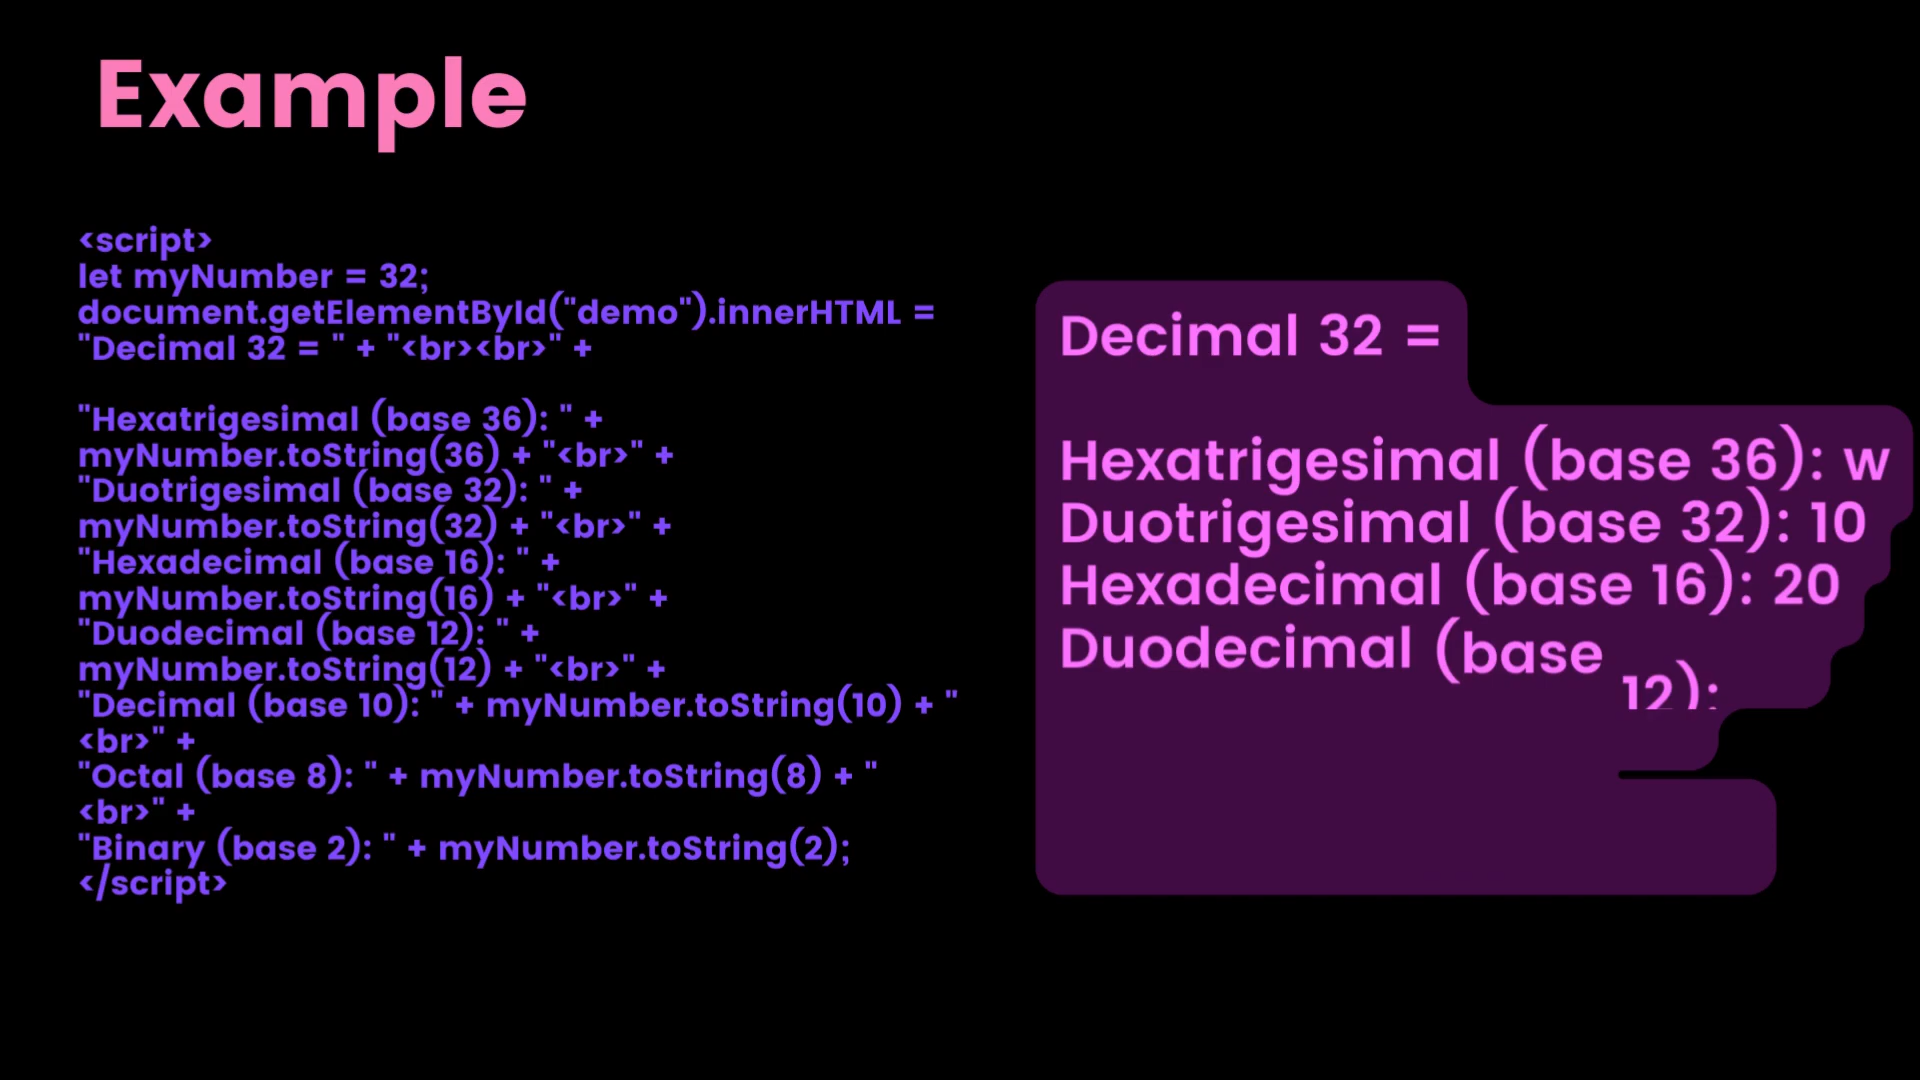 Example
<script>
let myNumber = 32;
document.getElementById("demo").innerHTML =
"Decimal 32 = " + "<br><br>" +
"Hexatrigesimal (base 36): " +
myNumber.toString(36) + "<br>" +
"Duotrigesimal (base 32): " +
myNumber.toString(32) + "<br>" +
"Hexadecimal (base 16): " +
myNumber.toString(16) + "<br>" +
"Duodecimal (base 12): " +
myNumber.toString(12) + "<br>" +
"Decimal (base 10): " + myNumber.toString(10) + "
<br>" +
"Octal (base 8): " + myNumber.toString(8) + "
<br>" +
"Binary (base 2): " + myNumber.toString(2);
</script>
Decimal 32 =
Hexatrigesimal (base 36): w
Duotrigesimal (base 32): 10
Hexadecimal (base 16): 20
Duodecimal (base 12):